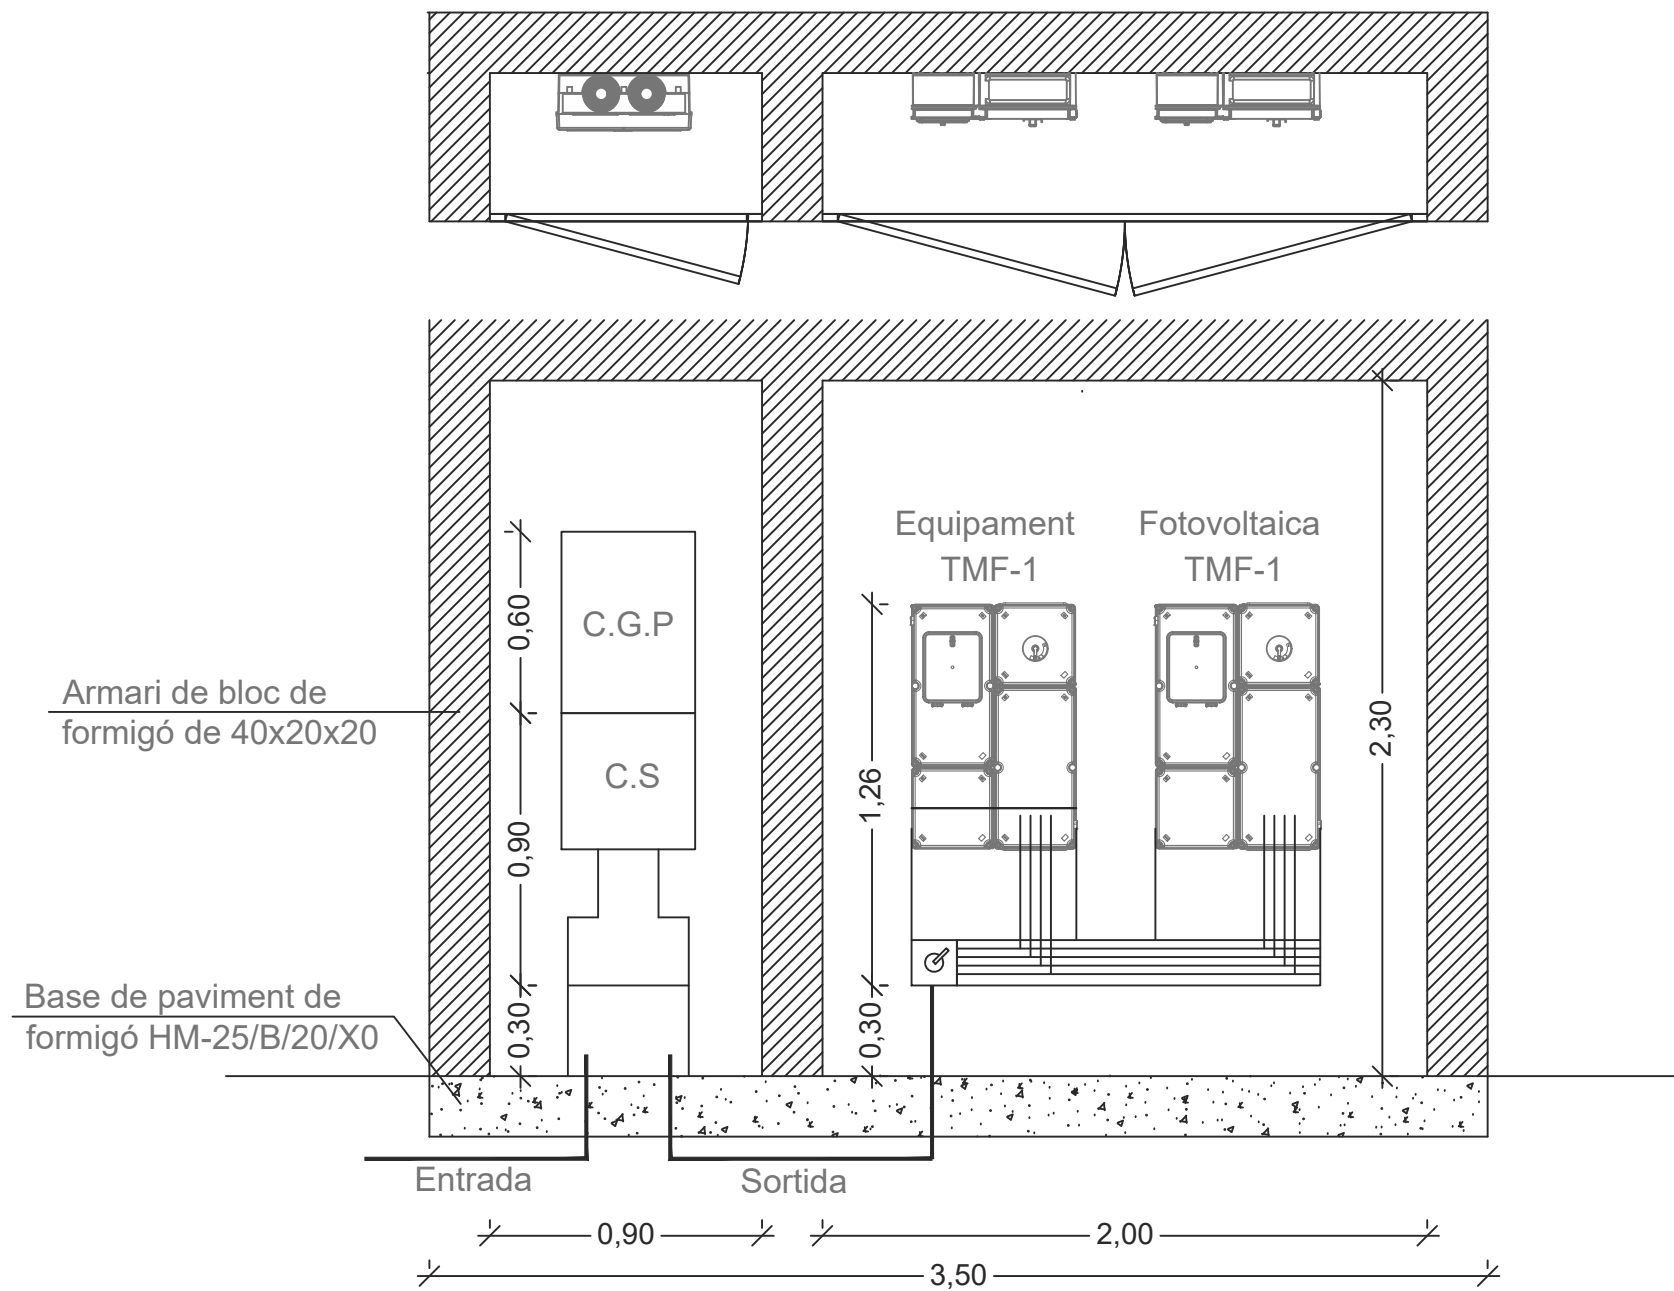 Equipament
TMF-1
Fotovoltaica
TMF-1
C.G.P
C.S
0,60
0,90
0,30
1,26
0,30
2,30
Armari de bloc de
formigó de 40x20x20
Base de paviment de
formigó HM-25/B/20/X0
Entrada
Sortida
0,90
2,00
3,50